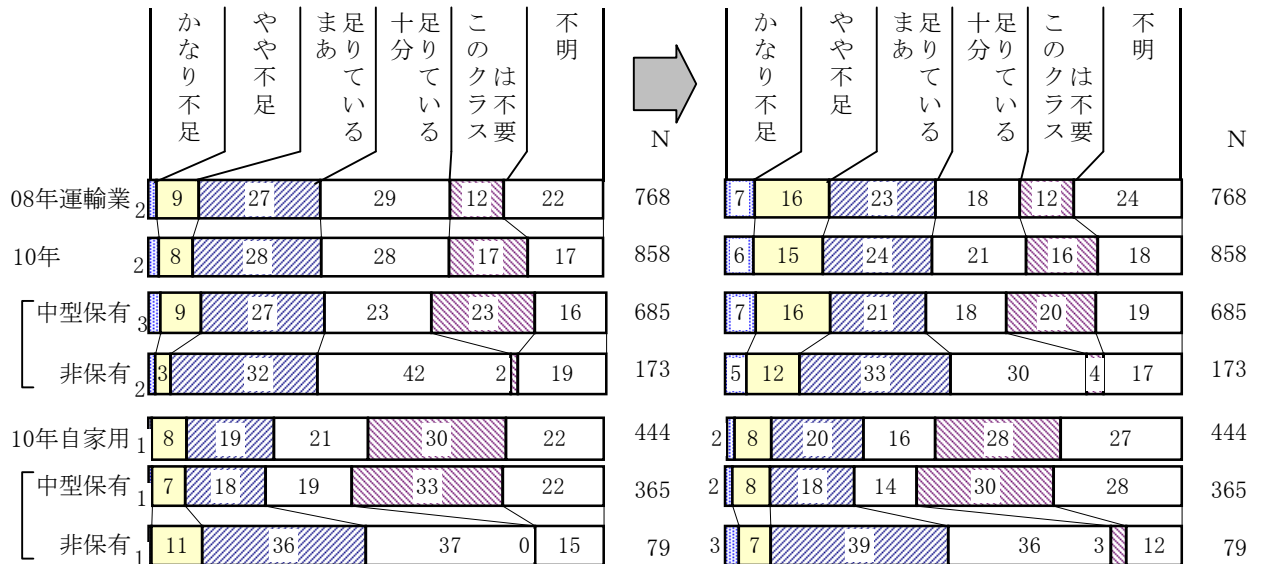 かなり不足
やや不足
まあ
足りている
十分
足りている
このクラス
は不要
不明
N
かなり不足
やや不足
まあ
足りている
十分
足りている
このクラス
は不要
不明
N
08年運輸業 2 9 27 29 12 22 768 7 16 23 18 12 24 768
10年 2 8 28 28 17 17 858 6 15 24 21 16 18 858
中型保有 3 9 27 23 23 16 685 7 16 21 18 20 19 685
非保有 2 3 32 42 2 19 173 5 12 33 30 4 17 173
10年自家用 1 8 19 21 30 22 444 2 8 20 16 28 27 444
中型保有 1 7 18 19 33 22 365 2 8 18 14 30 28 365
非保有 1 11 36 37 0 15 79 3 7 39 36 3 12 79